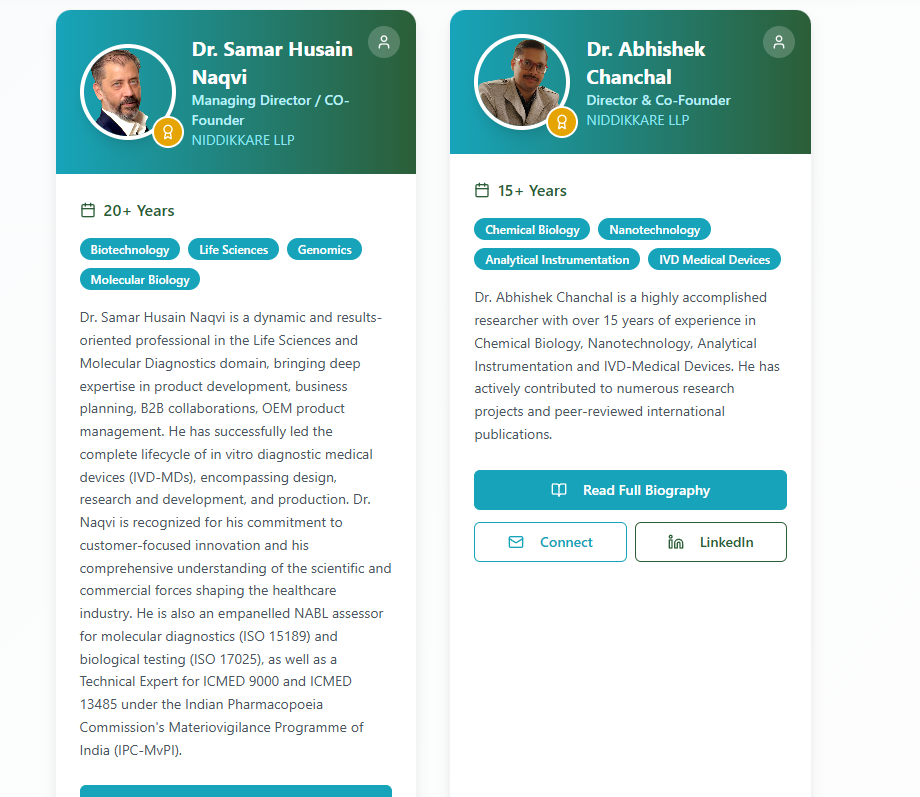 Dr. Samar Husain
Naqvi
Managing Director / CO-
Founder
NIDDIKKARE LLP
20+ Years
Biotechnology
Life Sciences
Genomics
Molecular Biology
Dr. Samar Husain Naqvi is a dynamic and results-
oriented professional in the Life Sciences and
Molecular Diagnostics domain, bringing deep
expertise in product development, business
planning, B2B collaborations, OEM product
management. He has successfully led the
complete lifecycle of in vitro diagnostic medical
devices (IVD-MDs), encompassing design,
research and development, and production. Dr.
Naqvi is recognized for his commitment to
customer-focused innovation and his
comprehensive understanding of the scientific and
commercial forces shaping the healthcare
industry. He is also an empanelled NABL assessor
for molecular diagnostics (ISO 15189) and
biological testing (ISO 17025), as well as a
Technical Expert for ICMED 9000 and ICMED
13485 under the Indian Pharmacopoeia
Commission's Materiovigilance Programme of
India (IPC-MvPI).
Dr. Abhishek
Chanchal
Director & Co-Founder
NIDDIKKARE LLP
15+ Years
Chemical Biology
Nanotechnology
Analytical Instrumentation
IVD Medical Devices
Dr. Abhishek Chanchal is a highly accomplished
researcher with over 15 years of experience in
Chemical Biology, Nanotechnology, Analytical
Instrumentation and IVD-Medical Devices. He has
actively contributed to numerous research
projects and peer-reviewed international
publications.
Read Full Biography
Connect
LinkedIn